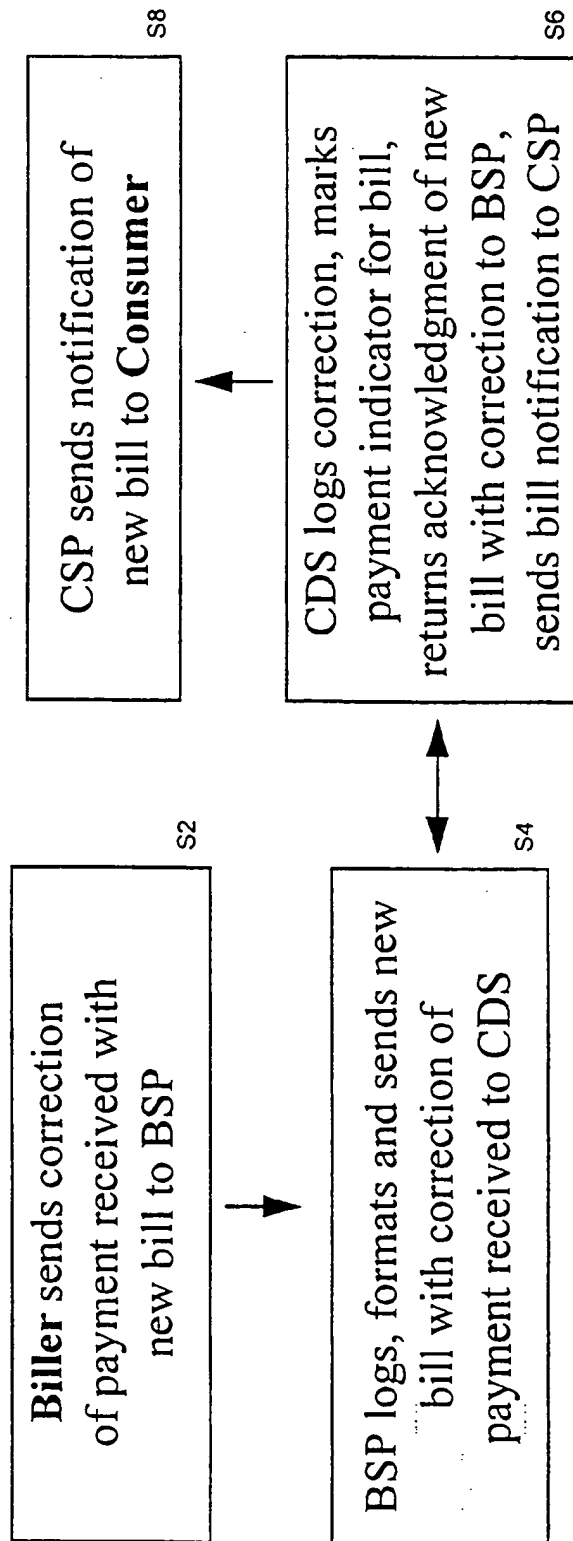 Biller sends correction
of payment received with
new bill to BSP
S2
BSP logs, formats and sends new
bill with correction of
payment received to CDS
S4
CDS logs correction, marks
payment indicator for bill,
returns acknowledgment of new
bill with correction to BSP,
sends bill notification to CSP
S6
CSP sends notification of
new bill to Consumer
S8